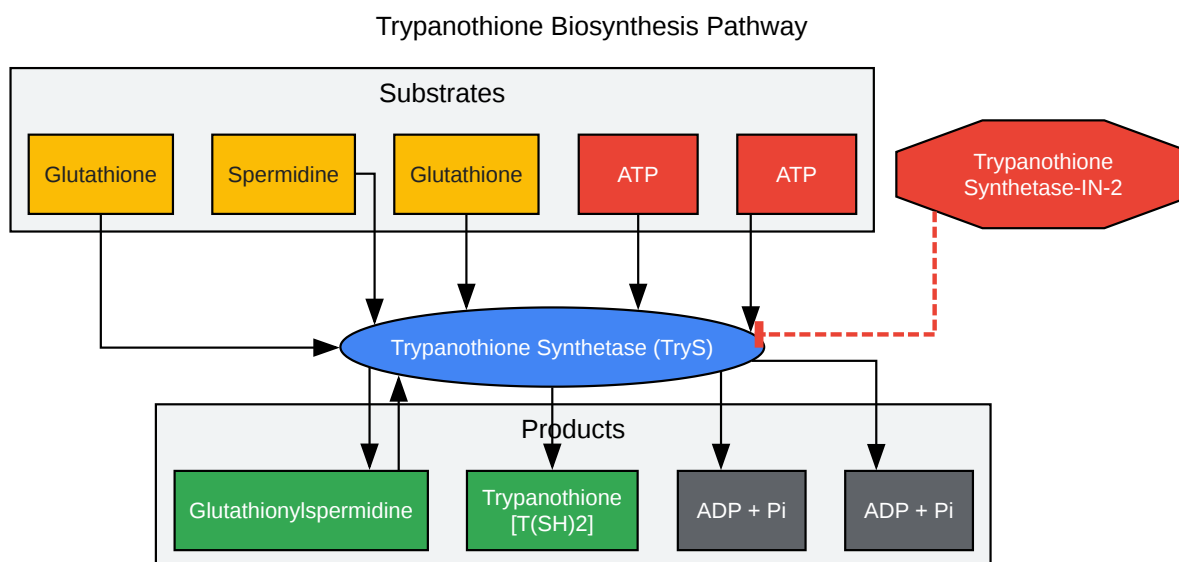 Trypanothione Biosynthesis Pathway
Substrates
Glutathione
Spermidine
Glutathione
ATP
ATP
Trypanothione
Synthetase-IN-2
Trypanothione Synthetase (TryS)
Products
Glutathionylspermidine
Trypanothione
[T(SH)2]
ADP + Pi
ADP + Pi